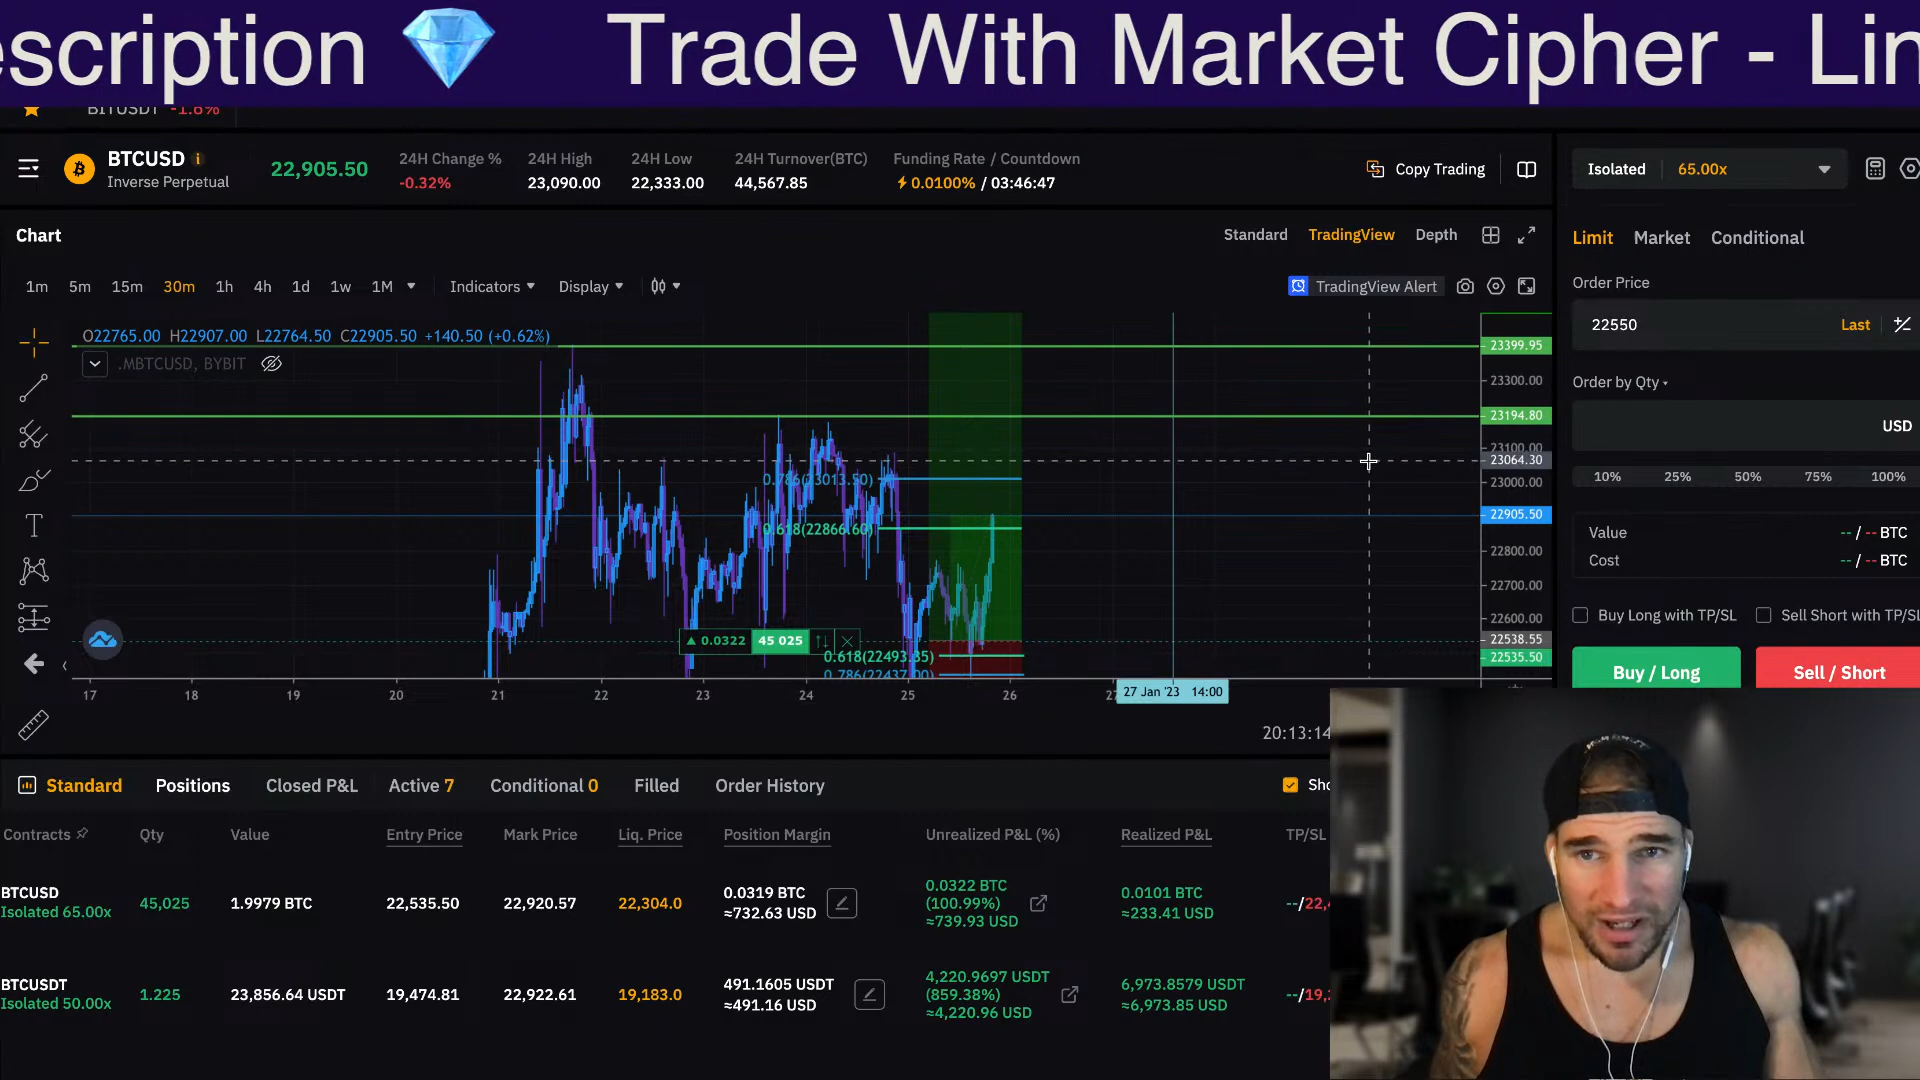 escription 💎 Trade With Market Cipher - Lin
BITUSDT -1.6%
BTCUSD
Inverse Perpetual
22,905.50
24H Change %
-0.32%
24H High
23,090.00
24H Low
22,333.00
24H Turnover(BTC)
44,567.85
Funding Rate / Countdown
0.0100% / 03:46:47
Copy Trading
Isolated 65.00x
Chart
Standard TradingView Depth
Limit Market Conditional
1m 5m 15m 30m 1h 4h 1d 1w 1M Indicators Display
TradingView Alert
Order Price
22550 Last
Order by Qty
USD
10% 25% 50% 75% 100%
Value -- / -- BTC
Cost -- / -- BTC
Buy Long with TP/SL Sell Short with TP/SL
Buy / Long Sell / Short
O22765.00 H22907.00 L22764.50 C22905.50 +140.50 (+0.62%)
.MBTCUSD, BYBIT
23399.95
23300.00
23194.80
23100.00
23064.30
23000.00
22905.50
22800.00
22700.00
22600.00
22538.55
22535.50
0.786(23013.50)
0.618(22866.60)
0.0322 45 025
0.618(22493.35)
0.786(22437.00)
17 18 19 20 21 22 23 24 25 26 27 Jan '23 14:00
20:13:14
Standard Positions Closed P&L Active 7 Conditional 0 Filled Order History
Contracts Qty Value Entry Price Mark Price Liq. Price Position Margin Unrealized P&L (%) Realized P&L TP/SL
BTCUSD
Isolated 65.00x
45,025
1.9979 BTC
22,535.50
22,920.57
22,304.0
0.0319 BTC
≈732.63 USD
0.0322 BTC
(100.99%)
≈739.93 USD
0.0101 BTC
≈233.41 USD
--/22,
BTCUSDT
Isolated 50.00x
1.225
23,856.64 USDT
19,474.81
22,922.61
19,183.0
491.1605 USDT
≈491.16 USD
4,220.9697 USDT
(859.38%)
≈4,220.96 USD
6,973.8579 USDT
≈6,973.85 USD
--/19,